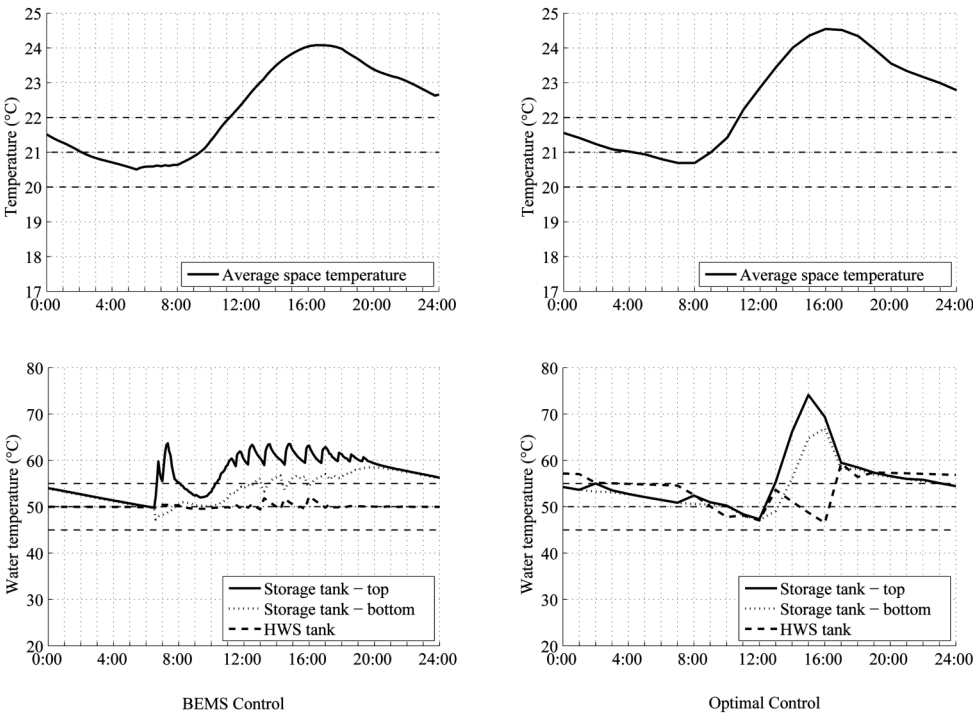 25
24
23
22
21
20
19
18
17
Temperature (°C)
0:00 4:00 8:00 12:00 16:00 20:00 24:00
Average space temperature
25
24
23
22
21
20
19
18
17
Temperature (°C)
0:00 4:00 8:00 12:00 16:00 20:00 24:00
Average space temperature
80
70
60
50
40
30
20
Water temperature (°C)
0:00 4:00 8:00 12:00 16:00 20:00 24:00
Storage tank − top
Storage tank − bottom
HWS tank
BEMS Control
80
70
60
50
40
30
20
Water temperature (°C)
0:00 4:00 8:00 12:00 16:00 20:00 24:00
Storage tank − top
Storage tank − bottom
HWS tank
Optimal Control